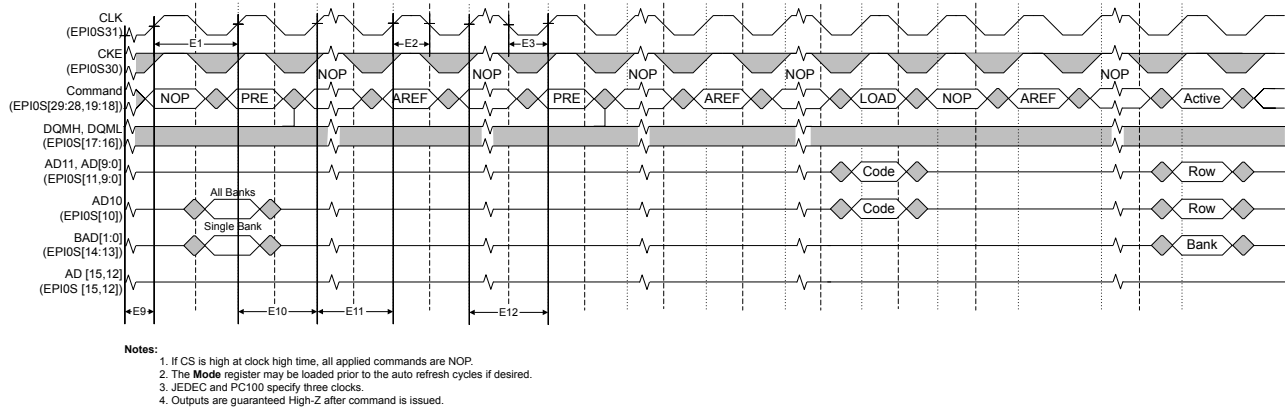 CLK
(EPI0S31)
E1
E2
E3
CKE
(EPI0S30)
NOP
NOP
NOP
NOP
NOP
Command
(EPI0S[29:28,19:18])
NOP
PRE
AREF
PRE
AREF
LOAD
NOP
AREF
Active
DQMH, DQML
(EPI0S[17:16])
AD11, AD[9:0]
(EPI0S[11,9:0]
Code
Row
All Banks
AD10
(EPI0S[10])
Code
Row
Single Bank
BAD[1:0]
(EPI0S[14:13])
Bank
AD [15,12]
(EPI0S [15,12])
E9
E10
E11
E12
Notes:
1. If CS is high at clock high time, all applied commands are NOP.
2. The Mode register may be loaded prior to the auto refresh cycles if desired.
3. JEDEC and PC100 specify three clocks.
4. Outputs are guaranteed High-Z after command is issued.